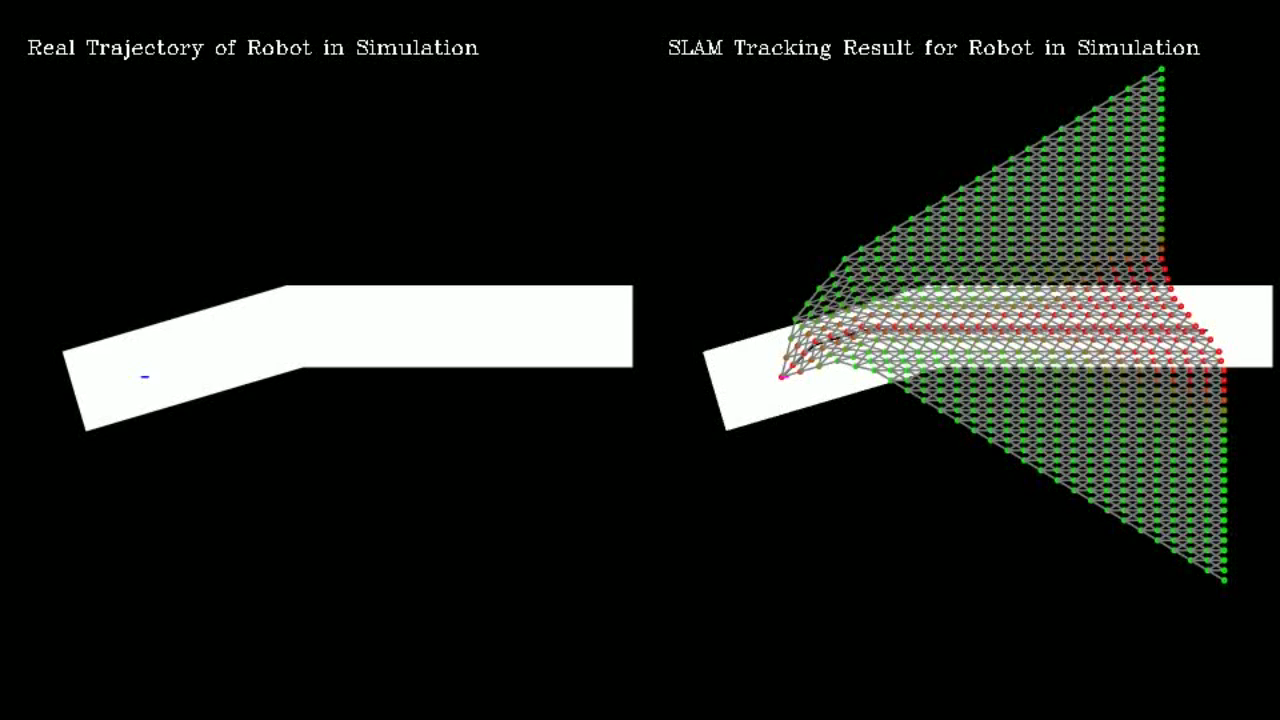 Real Trajectory of Robot in Simulation
SLAM Tracking Result for Robot in Simulation